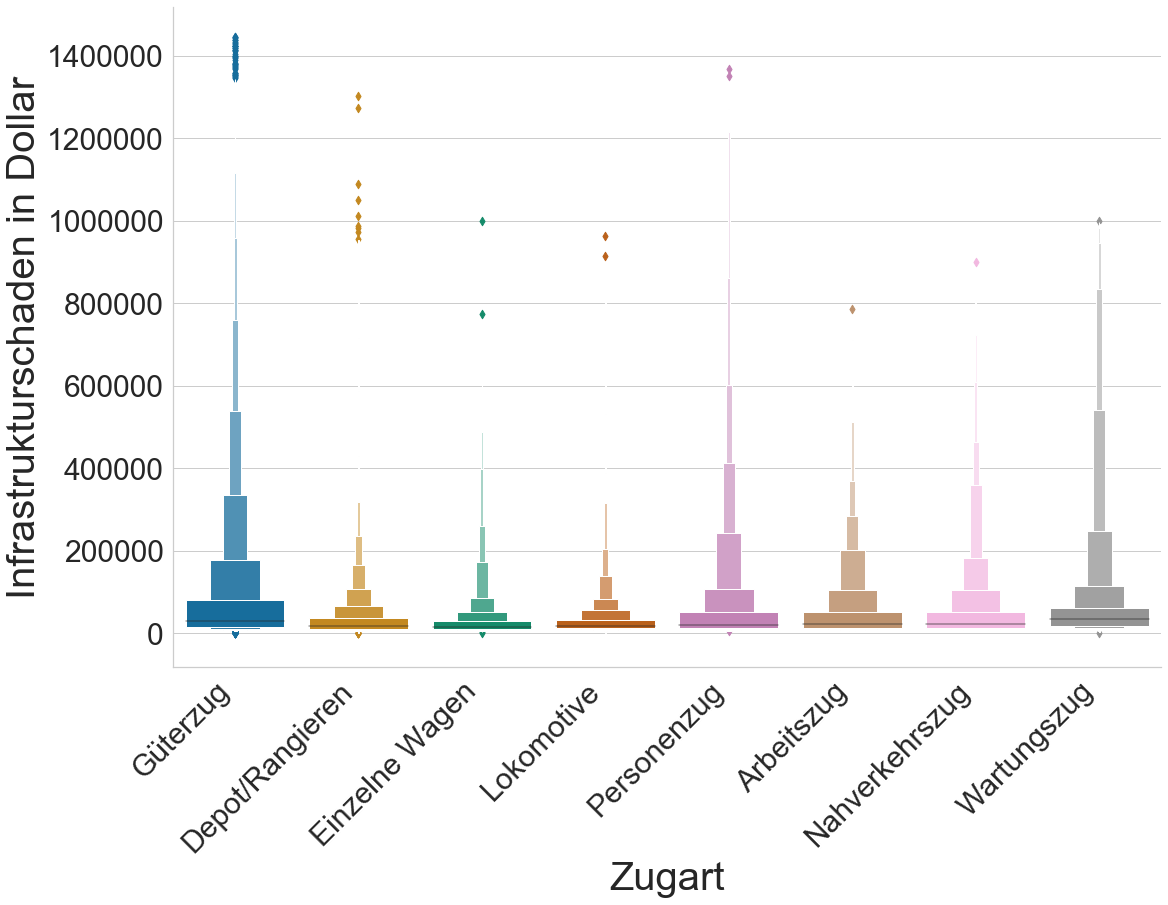 Infrastrukturschaden in Dollar
1400000
1200000
1000000
800000
600000
400000
200000
0
Güterzug
Depot/Rangieren
Einzelne Wagen
Lokomotive
Personenzug
Arbeitszug
Nahverkehrszug
Wartungszug
Zugart